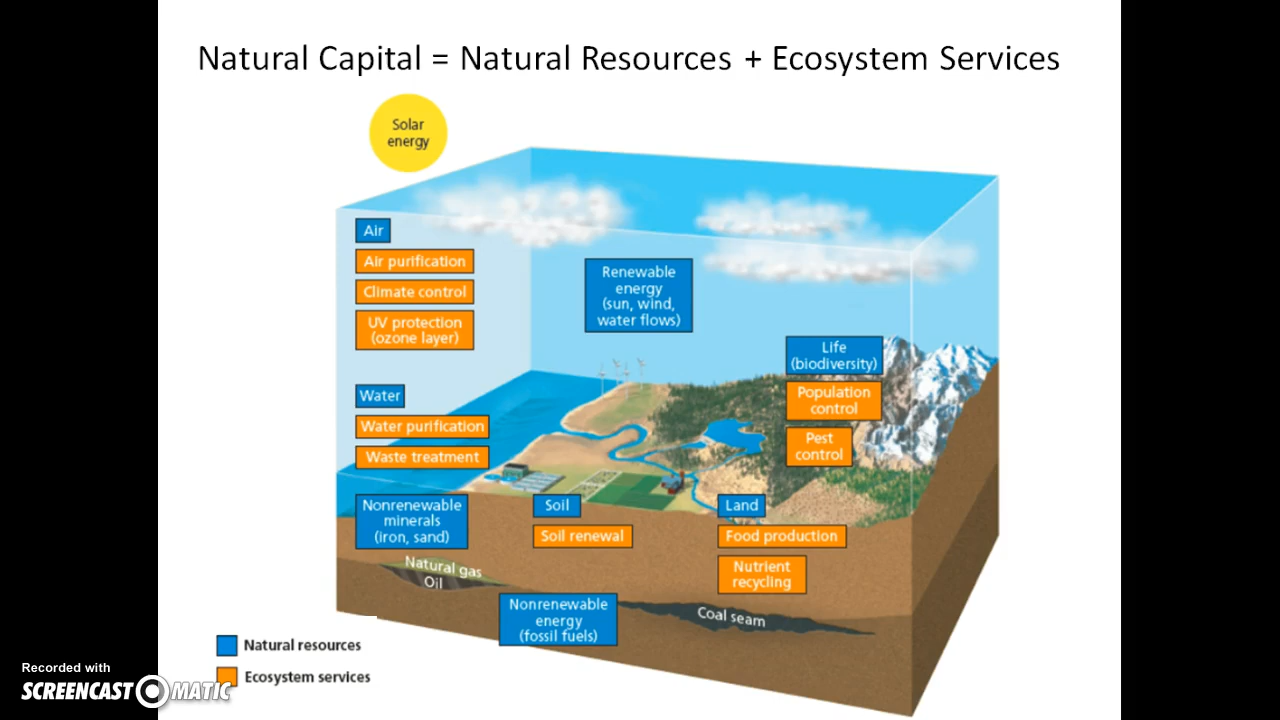 Natural Capital = Natural Resources + Ecosystem Services
Solar
energy
Air
Air purification
Climate control
UV protection
(ozone layer)
Renewable
energy
(sun, wind,
water flows)
Life
(biodiversity)
Population
control
Pest
control
Water
Water purification
Waste treatment
Nonrenewable
minerals
(iron, sand)
Soil
Soil renewal
Land
Food production
Nutrient
recycling
Natural gas
Oil
Nonrenewable
energy
(fossil fuels)
Coal seam
Natural resources
Ecosystem services
Recorded with
SCREENCAST MATIC